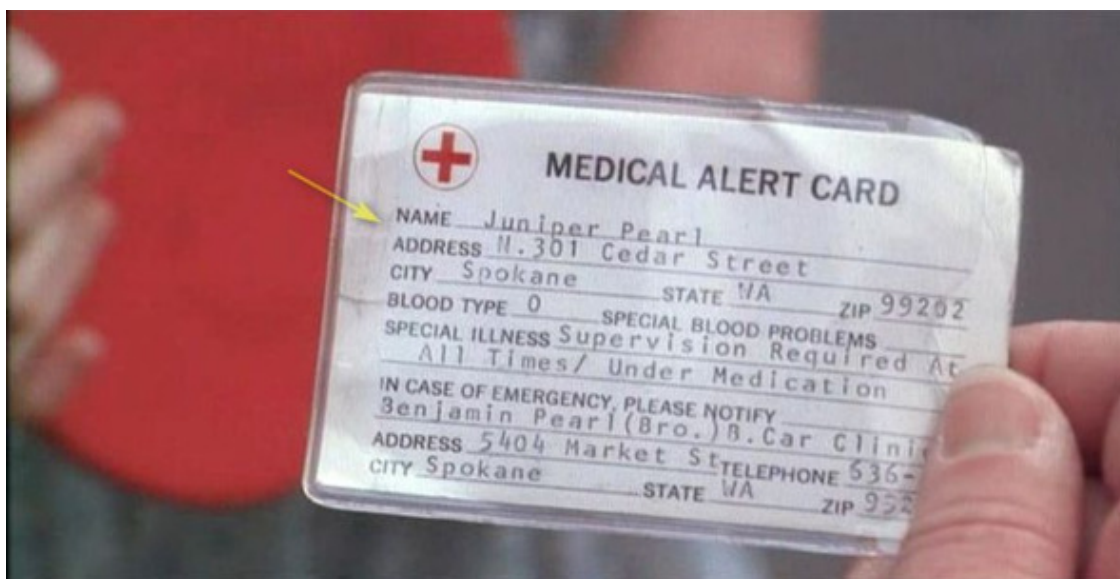 MEDICAL ALERT CARD
NAME Juniper Pearl
ADDRESS N.301 Cedar Street
CITY Spokane STATE WA ZIP 99202
BLOOD TYPE O SPECIAL BLOOD PROBLEMS
SPECIAL ILLNESS Supervision Required At
All Times/ Under Medication
IN CASE OF EMERGENCY, PLEASE NOTIFY
Benjamin Pearl(Bro.)B.Car Clinic
ADDRESS 5404 Market St TELEPHONE 636-
CITY Spokane STATE WA ZIP